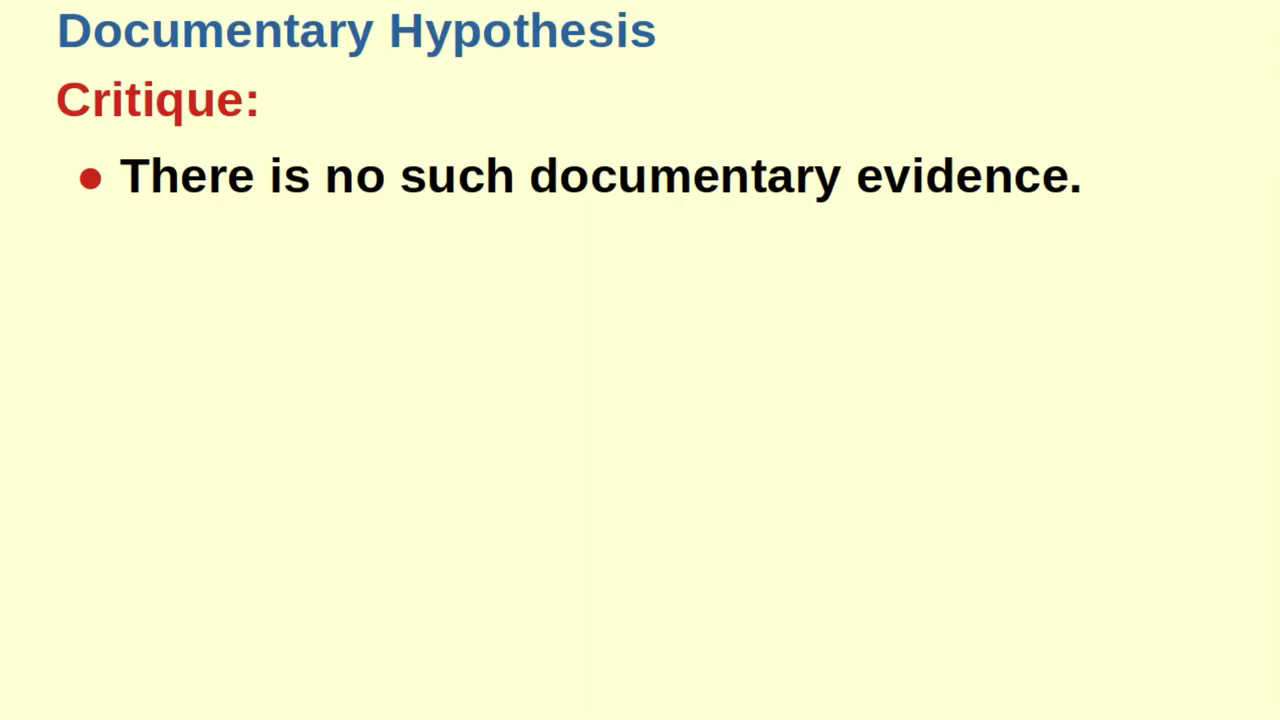 Documentary Hypothesis
Critique:
● There is no such documentary evidence.